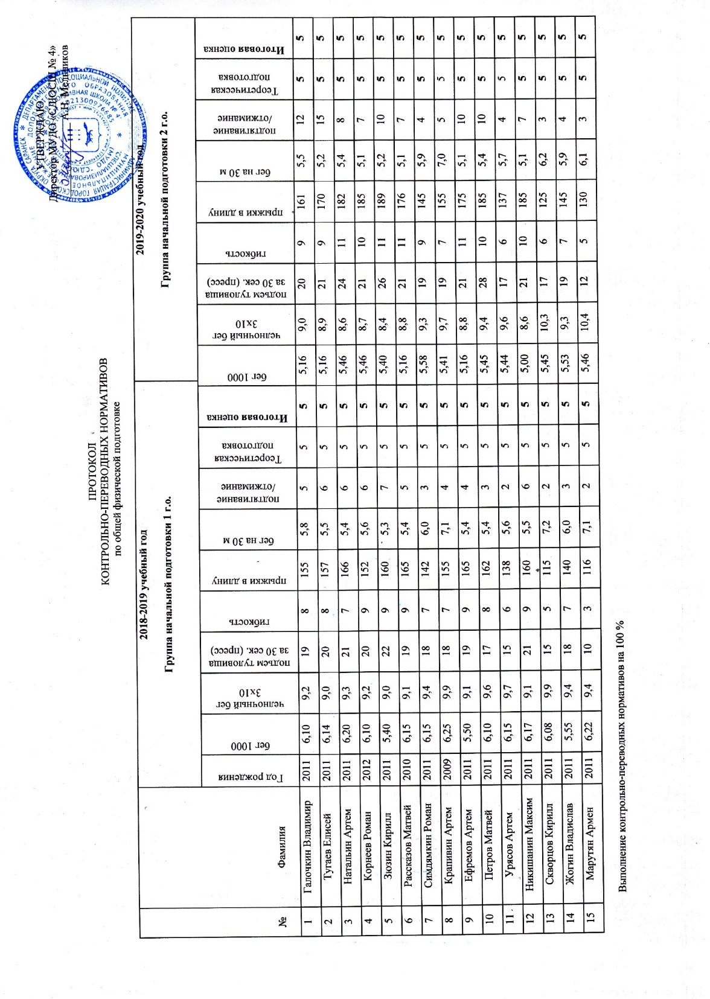 УТВЕРЖДАЮ
Директор МУДО «СДЮСШ № 4»
А.Н. Мельников
ПРОТОКОЛ
КОНТРОЛЬНО-ПЕРЕВОДНЫХ НОРМАТИВОВ
по общей физической подготовке
2018-2019 учебный год 2019-2020 учебный год
Группа начальной подготовки 1 г.о. Группа начальной подготовки 2 г.о.
№ Фамилия Год рождения бег 1000 челночный бег 3х10 подъем туловища за 30 сек. (пресс) гибкость прыжки в длину бег на 30 м подтягивание /отжимание Теоретическая подготовка Итоговая оценка бег 1000 челночный бег 3х10 подъем туловища за 30 сек. (пресс) гибкость прыжки в длину бег на 30 м подтягивание /отжимание Теоретическая подготовка Итоговая оценка
1 Галочкин Владимир 2011 6,10 9,2 19 8 155 5,8 5 5 5 5,16 9,0 20 9 161 5,5 12 5 5
2 Тугаев Елисей 2011 6,14 9,0 20 8 157 5,5 6 5 5 5,16 8,9 21 9 170 5,2 15 5 5
3 Натальин Артем 2011 6,20 9,3 21 7 166 5,4 6 5 5 5,46 8,6 24 11 182 5,4 8 5 5
4 Корнеев Роман 2012 6,10 9,2 20 9 152 5,6 6 5 5 5,46 8,7 21 10 185 5,1 7 5 5
5 Зюзин Кирилл 2011 5,40 9,0 22 9 160 5,3 7 5 5 5,40 8,4 26 11 189 5,2 10 5 5
6 Рассказов Матвей 2010 6,15 9,1 19 9 165 5,4 5 5 5 5,16 8,8 21 11 176 5,1 7 5 5
7 Симдямкин Роман 2011 6,15 9,4 18 7 142 6,0 3 5 5 5,58 9,3 19 9 145 5,9 4 5 5
8 Крапивин Артем 2009 6,25 9,9 18 7 155 7,1 4 5 5 5,41 9,7 19 7 155 7,0 5 5 5
9 Ефремов Артем 2011 5,50 9,1 19 9 165 5,4 4 5 5 5,16 8,8 21 11 175 5,1 10 5 5
10 Петров Матвей 2011 6,10 9,6 17 8 162 5,4 3 5 5 5,45 9,4 28 10 185 5,4 10 5 5
11 Урясов Артем 2011 6,15 9,7 15 6 138 5,6 2 5 5 5,44 9,6 17 6 137 5,7 4 5 5
12 Никишанин Максим 2011 6,17 9,1 21 9 160 5,5 6 5 5 5,00 8,6 21 10 185 5,1 7 5 5
13 Скворцов Кирилл 2011 6,08 9,9 15 5 115 7,2 2 5 5 5,45 10,3 17 6 125 6,2 3 5 5
14 Жогин Владислав 2011 5,55 9,4 18 7 140 6,0 3 5 5 5,53 9,3 19 7 145 5,9 4 5 5
15 Марутян Армен 2011 6,22 9,4 10 3 116 7,1 2 5 5 5,46 10,4 12 5 130 6,1 3 5 5
Выполнение контрольно-переводных нормативов на 100 %